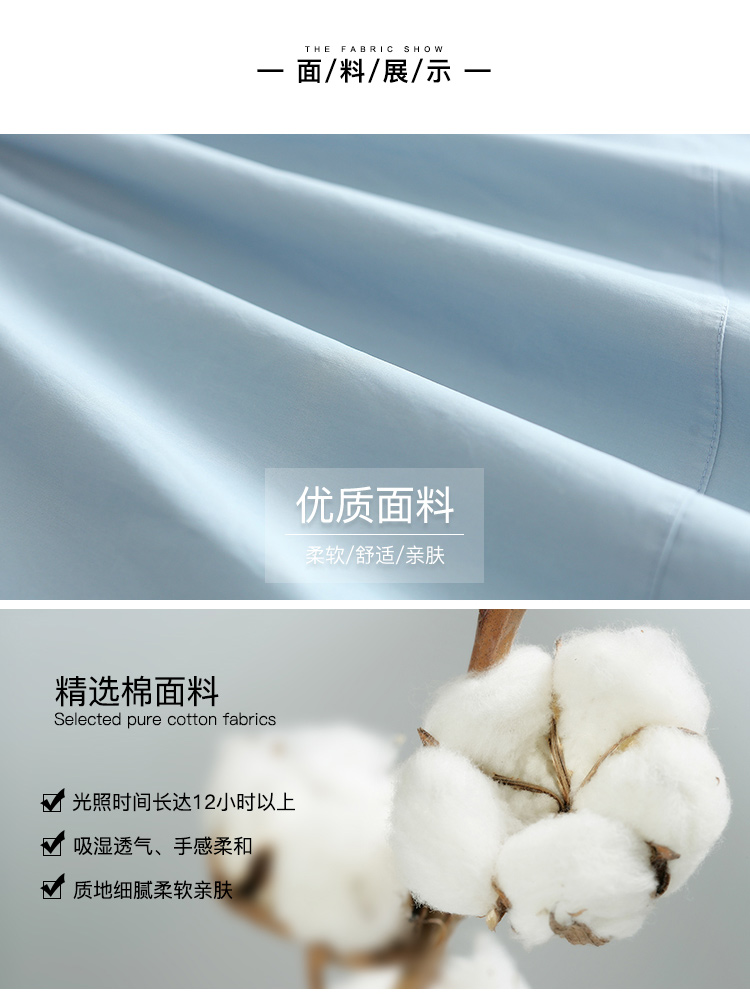 THE FABRIC SHOW
— 面/料/展/示 —
优质面料
柔软/舒适/亲肤
精选棉面料
Selected pure cotton fabrics
光照时间长达12小时以上
吸湿透气、手感柔和
质地细腻柔软亲肤